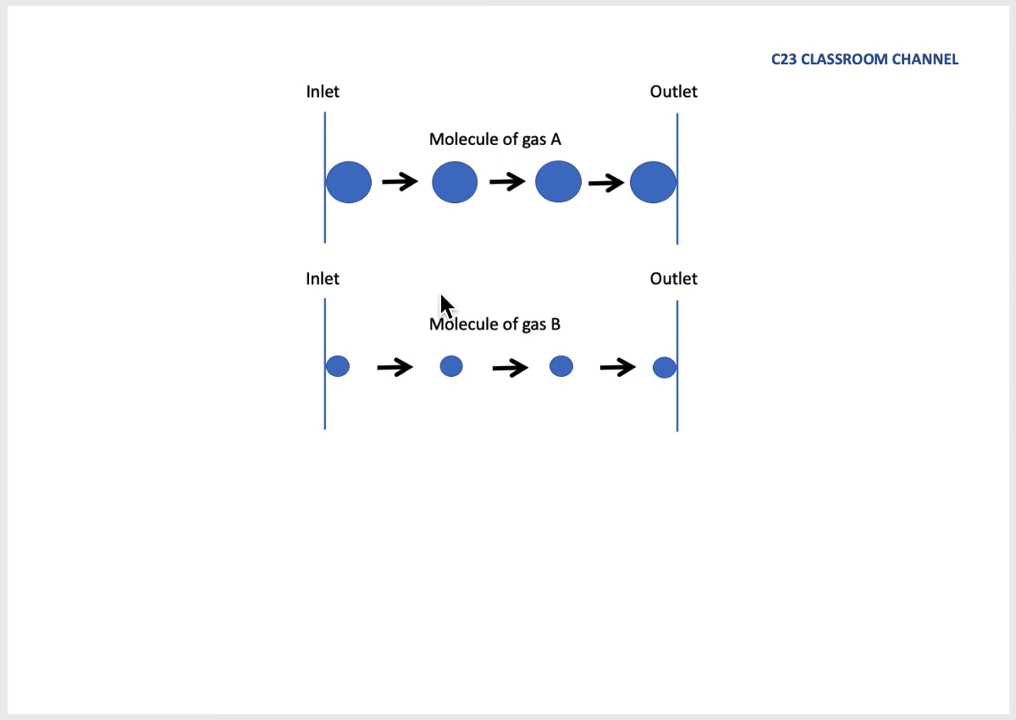 C23 CLASSROOM CHANNEL
Inlet
Outlet
Molecule of gas A
Inlet
Outlet
Molecule of gas B